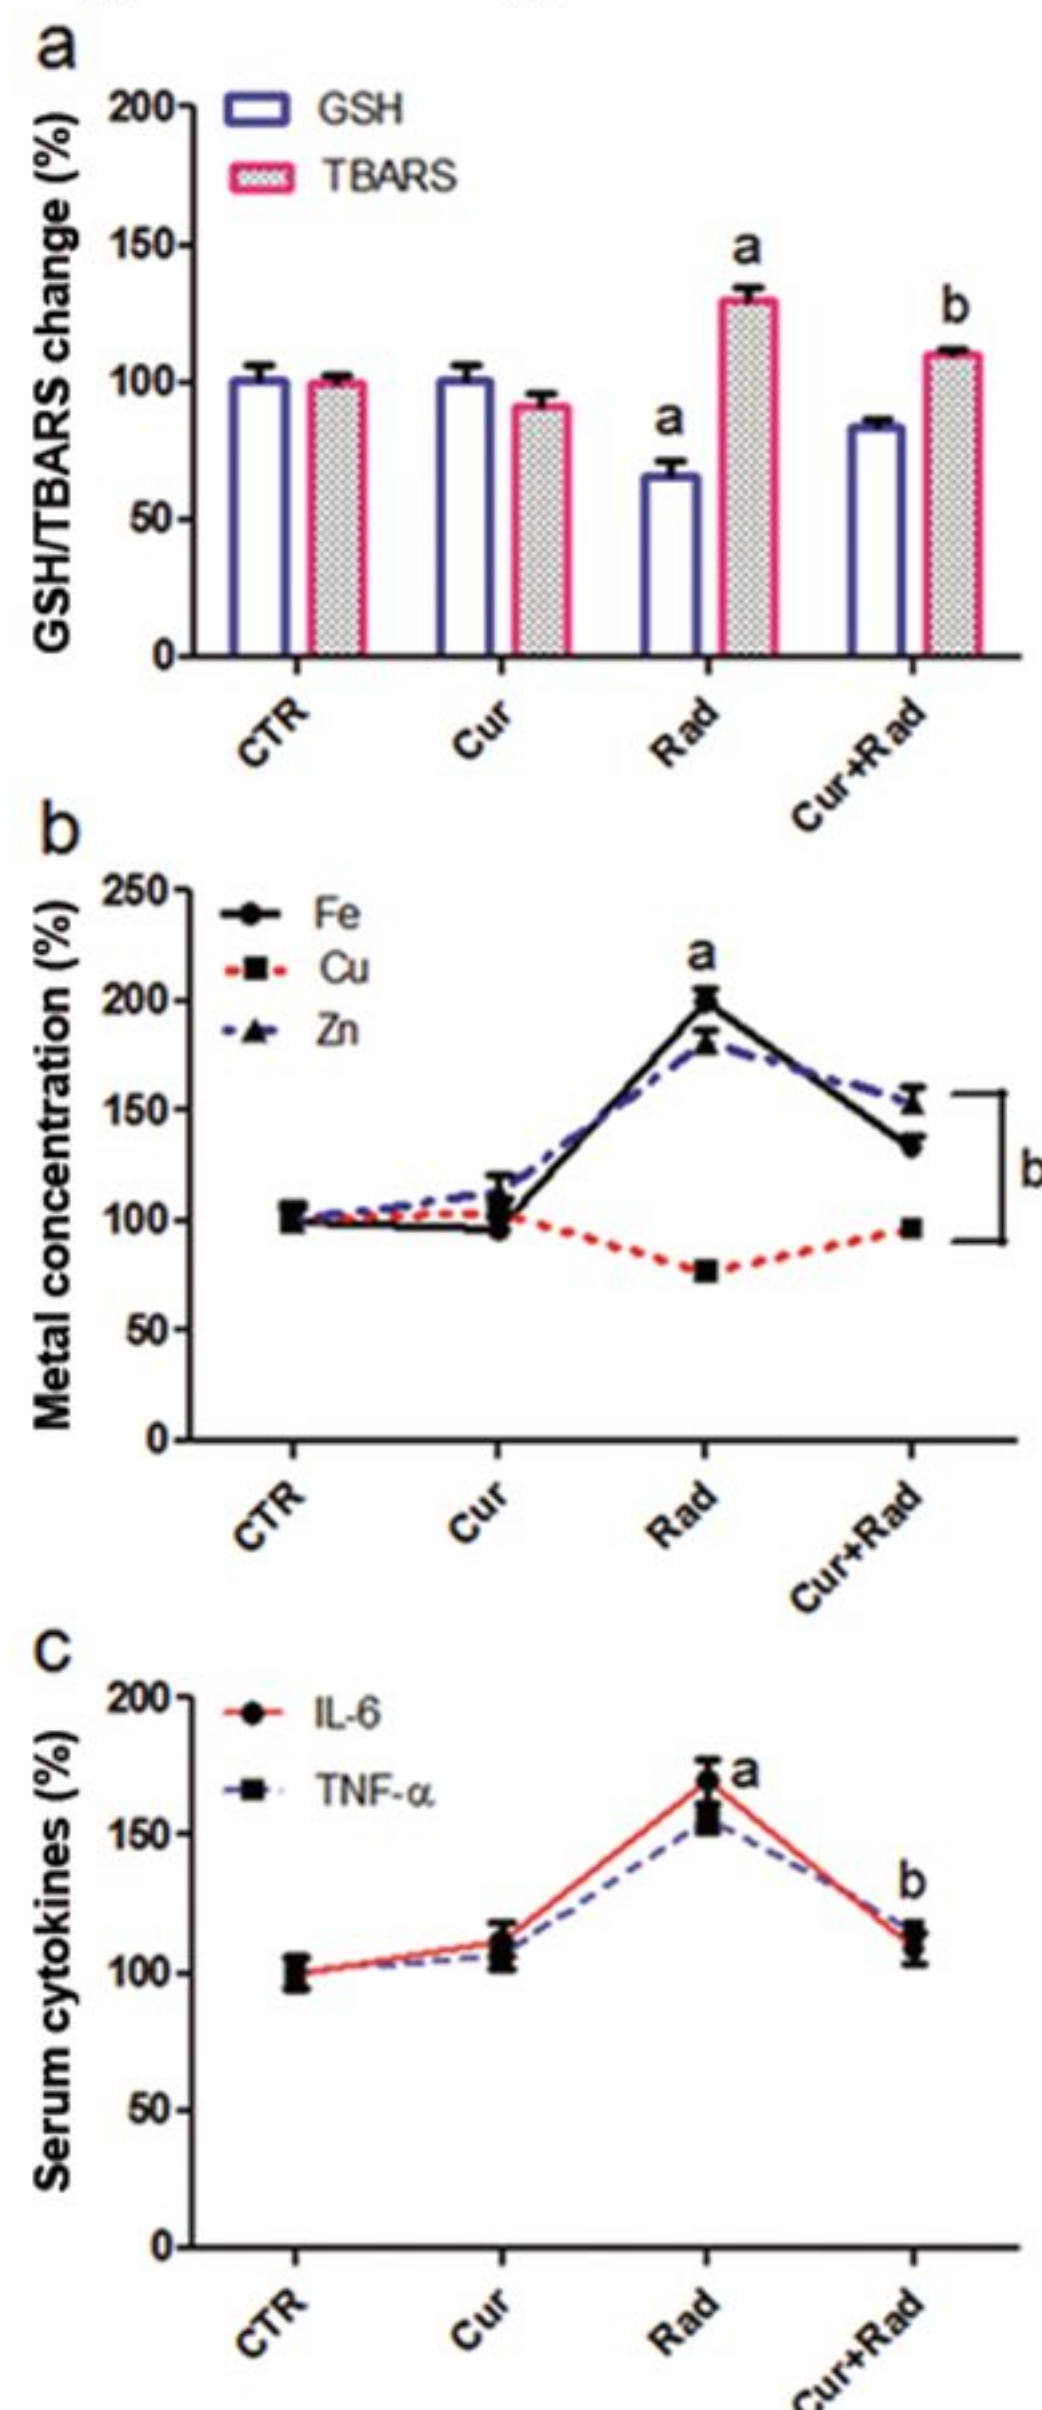 a
GSH/TBARS change (%)
200
150
100
50
0
GSH
TBARS
a
a
b
CTR
Cur
Rad
Cur+Rad
b
Metal concentration (%)
250
200
150
100
50
0
Fe
Cu
Zn
a
b
CTR
Cur
Rad
Cur+Rad
c
Serum cytokines (%)
200
150
100
50
0
IL-6
TNF-α
a
b
CTR
Cur
Rad
Cur+Rad